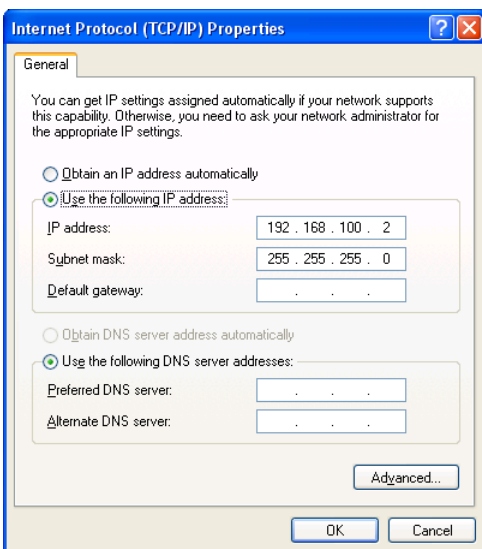 Internet Protocol (TCP/IP) Properties
General
You can get IP settings assigned automatically if your network supports
this capability. Otherwise, you need to ask your network administrator for
the appropriate IP settings.
Obtain an IP address automatically
Use the following IP address:
IP address: 192 . 168 . 100 . 2
Subnet mask: 255 . 255 . 255 . 0
Default gateway: . . .
Obtain DNS server address automatically
Use the following DNS server addresses:
Preferred DNS server: . . .
Alternate DNS server: . . .
Advanced...
OK Cancel